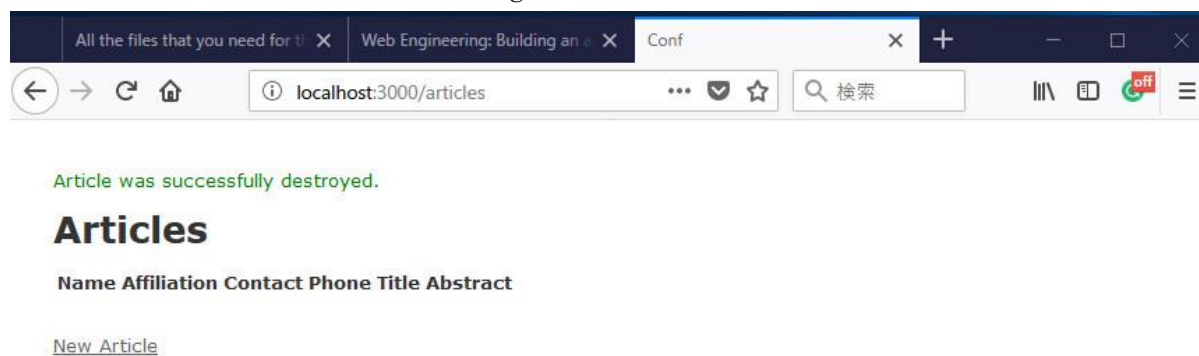 All the files that you need for th
Web Engineering: Building an a
Conf
localhost:3000/articles
検索
off
Article was successfully destroyed.
Articles
Name Affiliation Contact Phone Title Abstract
New Article